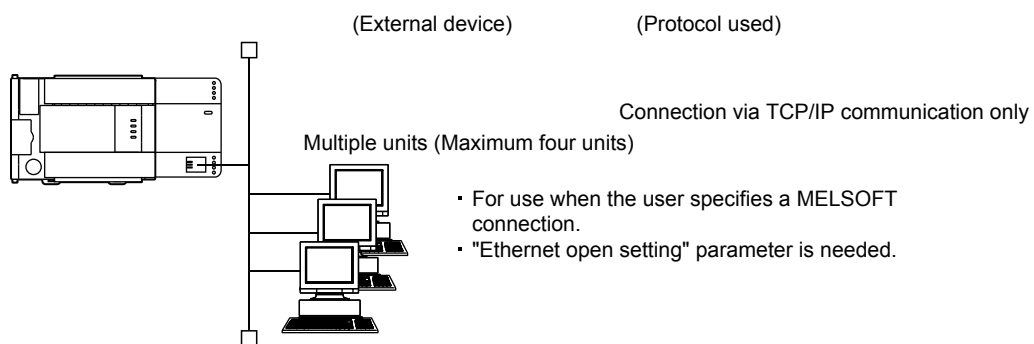 (External device) (Protocol used)
Connection via TCP/IP communication only
Multiple units (Maximum four units)
· For use when the user specifies a MELSOFT
connection.
· "Ethernet open setting" parameter is needed.